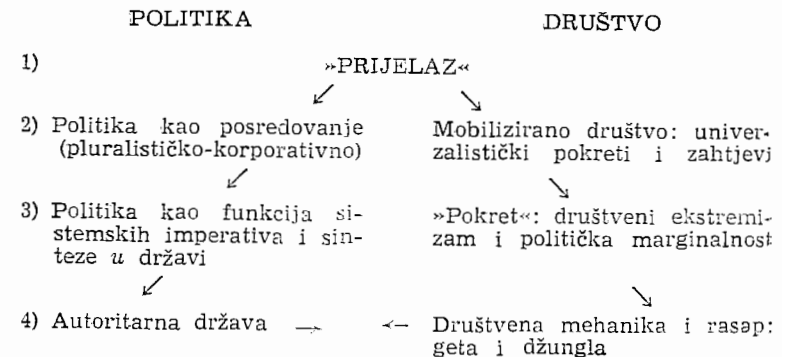 POLITIKA DRUŠTVO
1) »PRIJELAZ«
2) Politika kao posredovanje
(pluralističko-korporativno)
Mobilizirano društvo: univer-
zalistički pokreti i zahtjevi
3) Politika kao funkcija si-
stemskih imperativa i sin-
teze u državi
»Pokret«: društveni ekstremi-
zam i politička marginalnost
4) Autoritarna država
Društvena mehanika i rasap:
geta i džungla